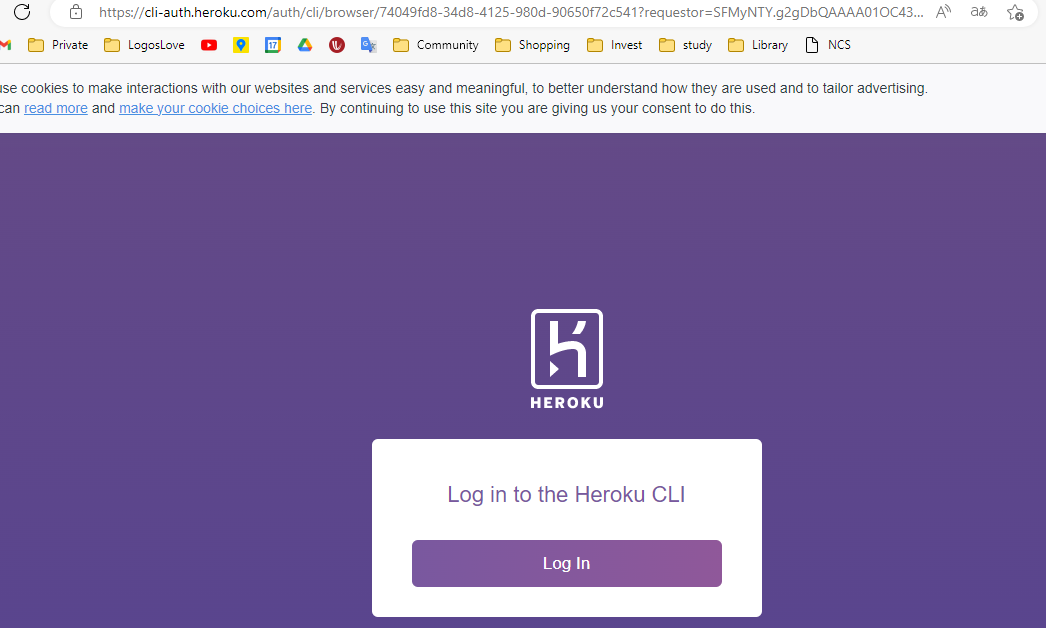 https://cli-auth.heroku.com/auth/cli/browser/74049fd8-34d8-4125-980d-90650f72c541?requestor=SFMyNTY.g2gDbQAAAA01OC43... A あ aあ
Private LogosLove 17 Community Shopping Invest study Library NCS
use cookies to make interactions with our websites and services easy and meaningful, to better understand how they are used and to tailor advertising.
can read more and make your cookie choices here. By continuing to use this site you are giving us your consent to do this.
HEROKU
Log in to the Heroku CLI
Log In